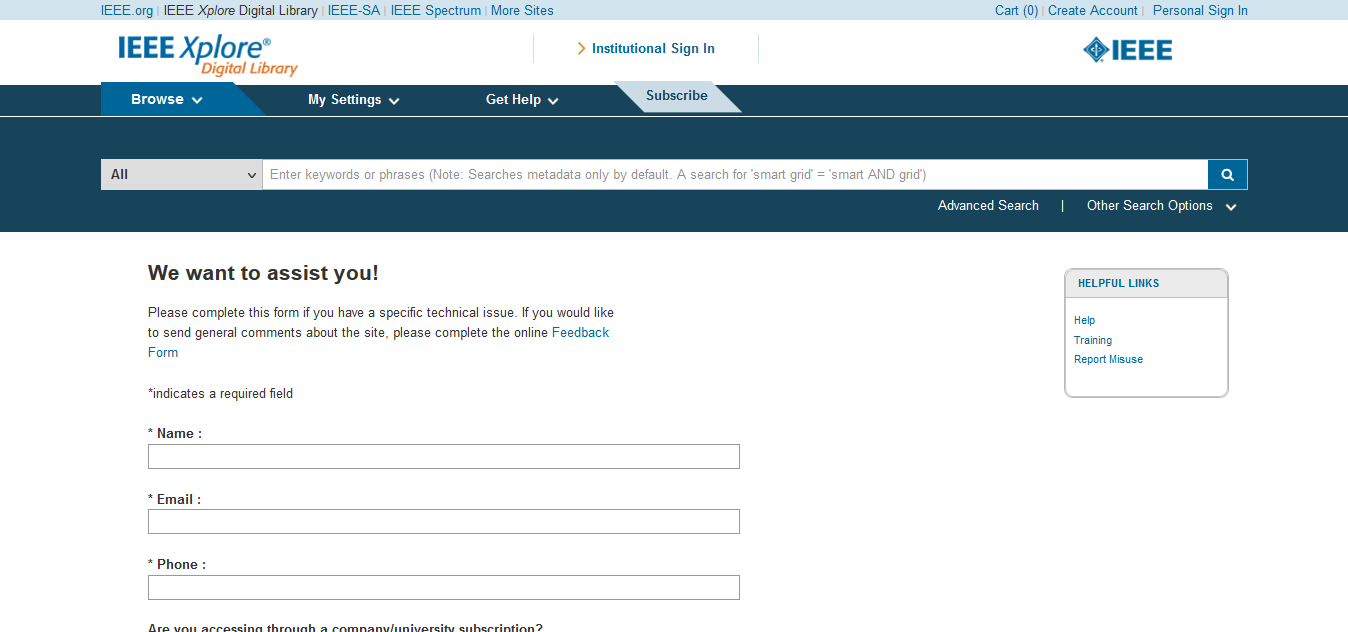 IEEE.org | IEEE Xplore Digital Library | IEEE-SA | IEEE Spectrum | More Sites
Cart (0) | Create Account | Personal Sign In
IEEE Xplore®
Digital Library
Institutional Sign In
IEEE
Browse
My Settings
Get Help
Subscribe
All
Enter keywords or phrases (Note: Searches metadata only by default. A search for 'smart grid' = 'smart AND grid')
Advanced Search | Other Search Options
We want to assist you!
Please complete this form if you have a specific technical issue. If you would like
to send general comments about the site, please complete the online Feedback
Form
*indicates a required field
* Name :
* Email :
* Phone :
Are you accessing through a company/university subscription?
HELPFUL LINKS
Help
Training
Report Misuse